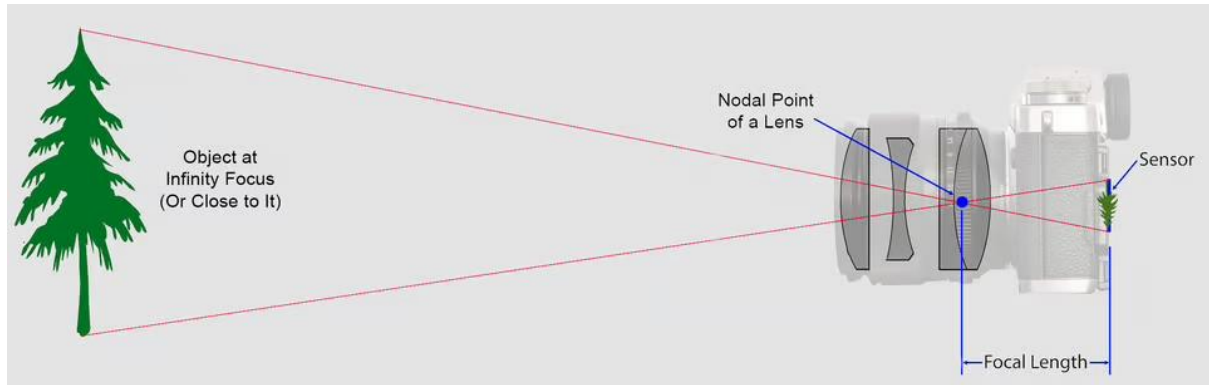 Object at
Infinity Focus
(Or Close to It)
Nodal Point
of a Lens
Sensor
Focal Length